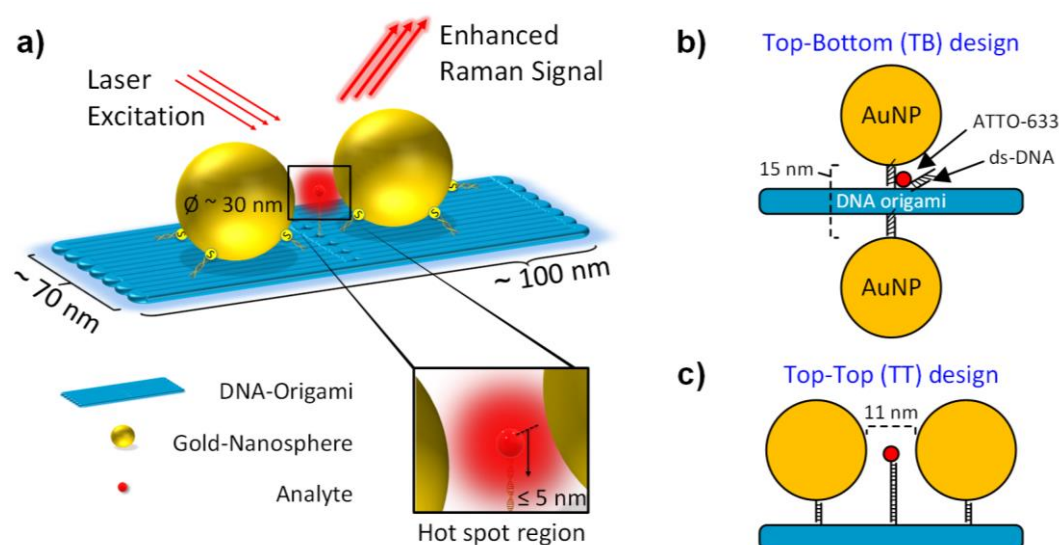 a)
Laser
Excitation
Enhanced
Raman Signal
Ø ~ 30 nm
S
S
S
S
S
~ 70 nm
~ 100 nm
DNA-Origami
Gold-Nanosphere
Analyte
≤ 5 nm
Hot spot region
b)
Top-Bottom (TB) design
AuNP
ATTO-633
ds-DNA
15 nm
DNA origami
AuNP
c)
Top-Top (TT) design
11 nm